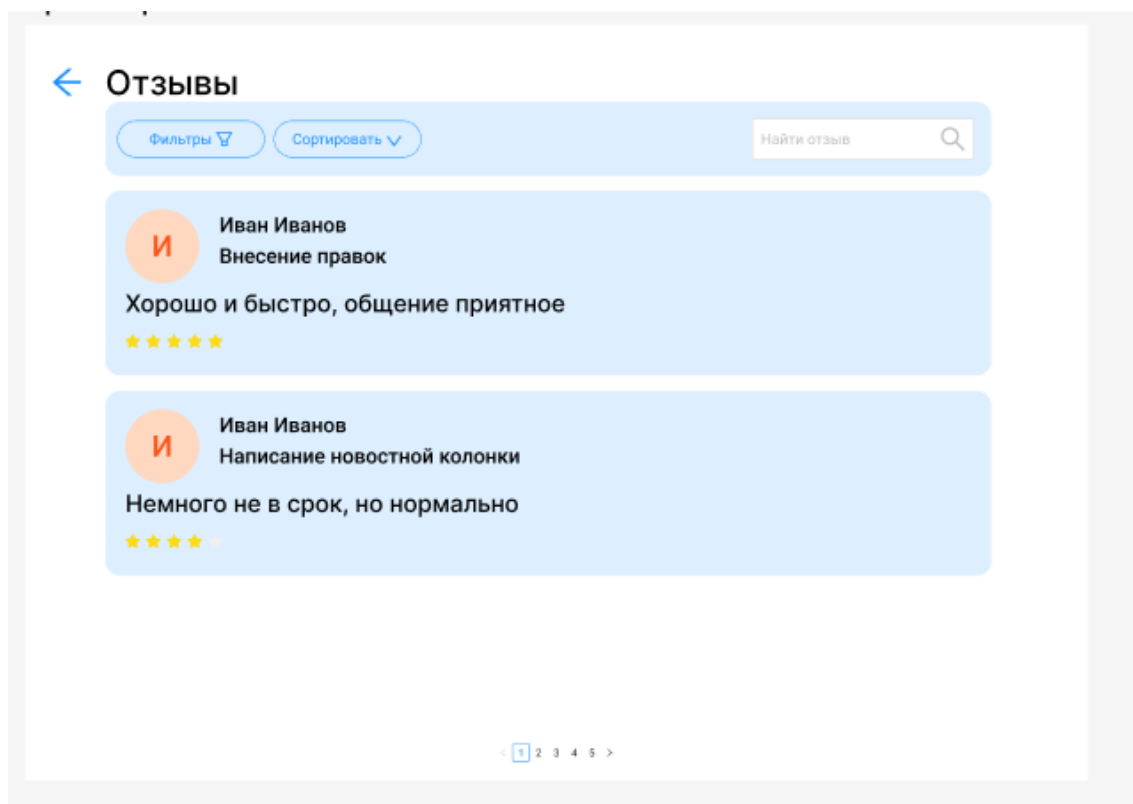 Отзывы
Фильтры Сортировать Найти отзыв
И
Иван Иванов
Внесение правок
Хорошо и быстро, общение приятное
И
Иван Иванов
Написание новостной колонки
Немного не в срок, но нормально
< 1 2 3 4 5 >